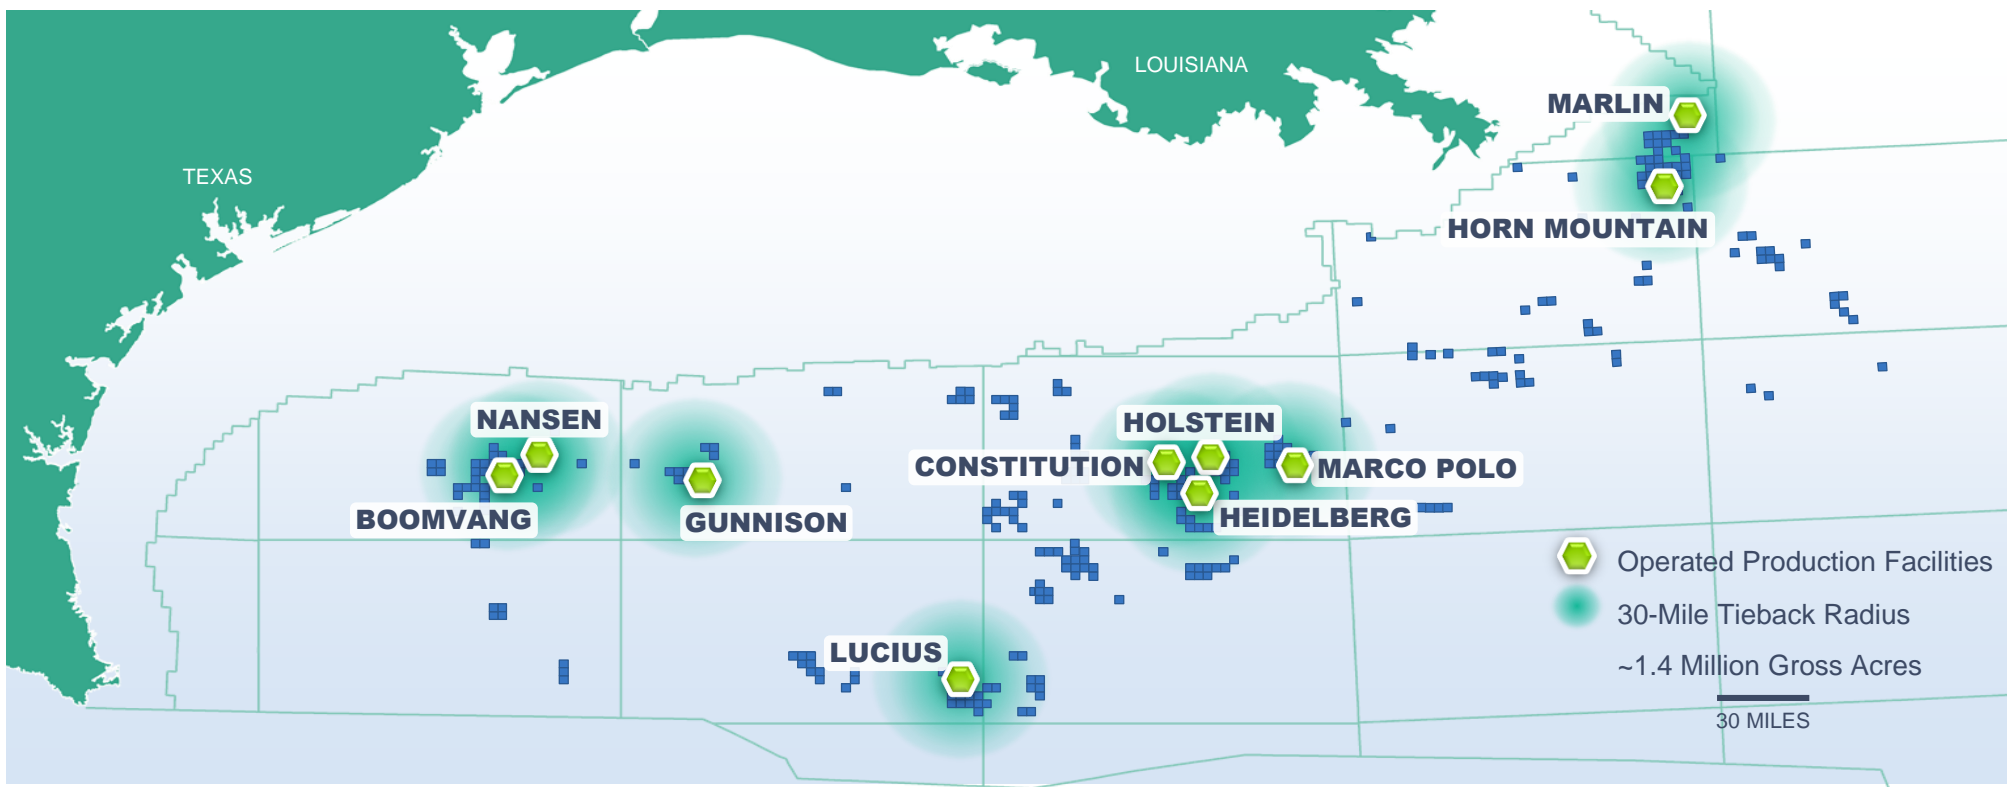 LOUISIANA
MARLIN
TEXAS
HORN MOUNTAIN
NANSEN
HOLSTEIN
CONSTITUTION
MARCO POLO
BOOMVANG
GUNNISON
HEIDELBERG
Operated Production Facilities
30-Mile Tieback Radius
LUCIUS
~1.4 Million Gross Acres
30 MILES